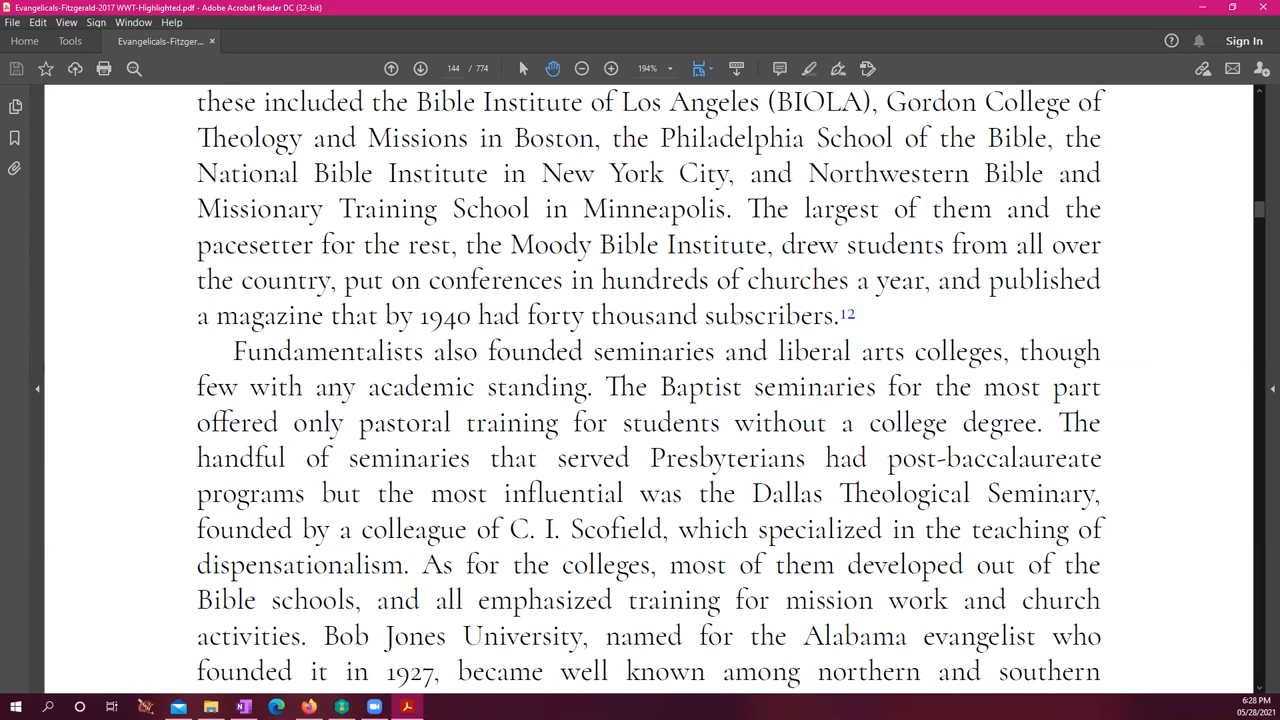 Evangelicals-Fitzgerald-2017 WWT-Highlighted.pdf - Adobe Acrobat Reader DC (32-bit)
File Edit View Sign Window Help
Home Tools Evangelicals-Fitzger... × Sign In
144 / 774 194%
these included the Bible Institute of Los Angeles (BIOLA), Gordon College of
Theology and Missions in Boston, the Philadelphia School of the Bible, the
National Bible Institute in New York City, and Northwestern Bible and
Missionary Training School in Minneapolis. The largest of them and the
pacesetter for the rest, the Moody Bible Institute, drew students from all over
the country, put on conferences in hundreds of churches a year, and published
a magazine that by 1940 had forty thousand subscribers.12
Fundamentalists also founded seminaries and liberal arts colleges, though
few with any academic standing. The Baptist seminaries for the most part
offered only pastoral training for students without a college degree. The
handful of seminaries that served Presbyterians had post-baccalaureate
programs but the most influential was the Dallas Theological Seminary,
founded by a colleague of C. I. Scofield, which specialized in the teaching of
dispensationalism. As for the colleges, most of them developed out of the
Bible schools, and all emphasized training for mission work and church
activities. Bob Jones University, named for the Alabama evangelist who
founded it in 1927, became well known among northern and southern
6:28 PM
05/28/2021